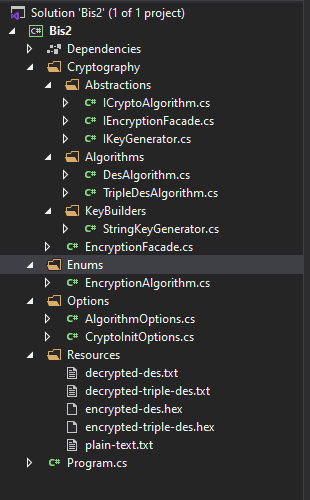 Solution 'Bis2' (1 of 1 project)
C# Bis2
Dependencies
Cryptography
Abstractions
C# ICryptoAlgorithm.cs
C# IEncryptionFacade.cs
C# IKeyGenerator.cs
Algorithms
C# DesAlgorithm.cs
C# TripleDesAlgorithm.cs
KeyBuilders
C# StringKeyGenerator.cs
C# EncryptionFacade.cs
Enums
C# EncryptionAlgorithm.cs
Options
C# AlgorithmOptions.cs
C# CryptoInitOptions.cs
Resources
decrypted-des.txt
decrypted-triple-des.txt
encrypted-des.hex
encrypted-triple-des.hex
plain-text.txt
C# Program.cs